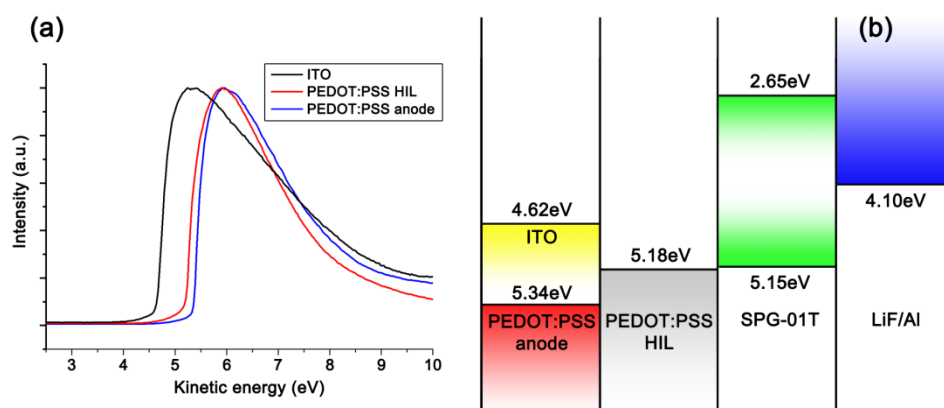 (a)
ITO
PEDOT:PSS HIL
PEDOT:PSS anode
Intensity (a.u.)
3 4 5 6 7 8 9 10
Kinetic energy (eV)
(b)
2.65eV
4.10eV
4.62eV
ITO
5.18eV
5.34eV
5.15eV
PEDOT:PSS
anode
PEDOT:PSS
HIL
SPG-01T
LiF/Al